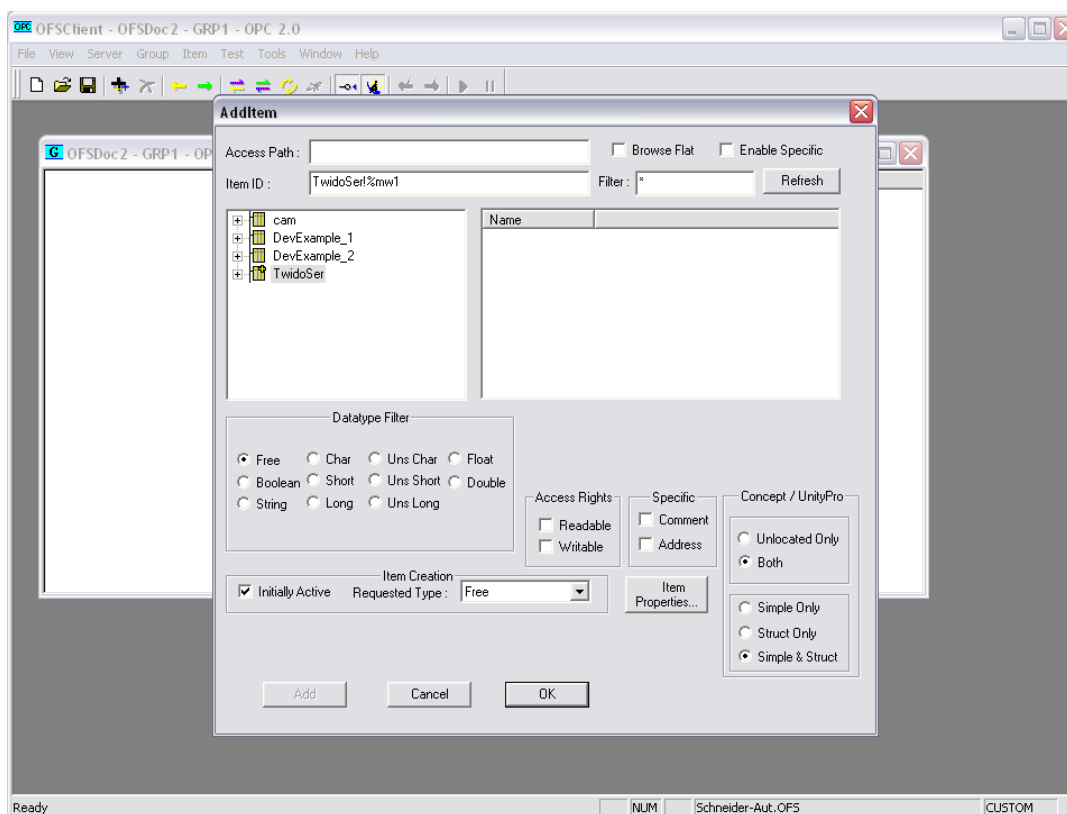 OPC OFSClient - OFSDoc2 - GRP1 - OPC 2.0
File View Server Group Item Test Tools Window Help
AddItem
G OFSDoc2 - GRP1 - OP
Access Path :
Browse Flat
Enable Specific
Item ID :
TwidoSer!%mw1
Filter :
*
Refresh
cam
DevExample_1
DevExample_2
TwidoSer
Name
Datatype Filter
Free Char Uns Char Float
Boolean Short Uns Short Double
String Long Uns Long
Access Rights
Readable
Writable
Specific
Comment
Address
Concept / UnityPro
Unlocated Only
Both
Simple Only
Struct Only
Simple & Struct
Item Creation
Initially Active
Requested Type :
Free
Item
Properties...
Add
Cancel
OK
Ready
NUM
Schneider-Aut.OFS
CUSTOM